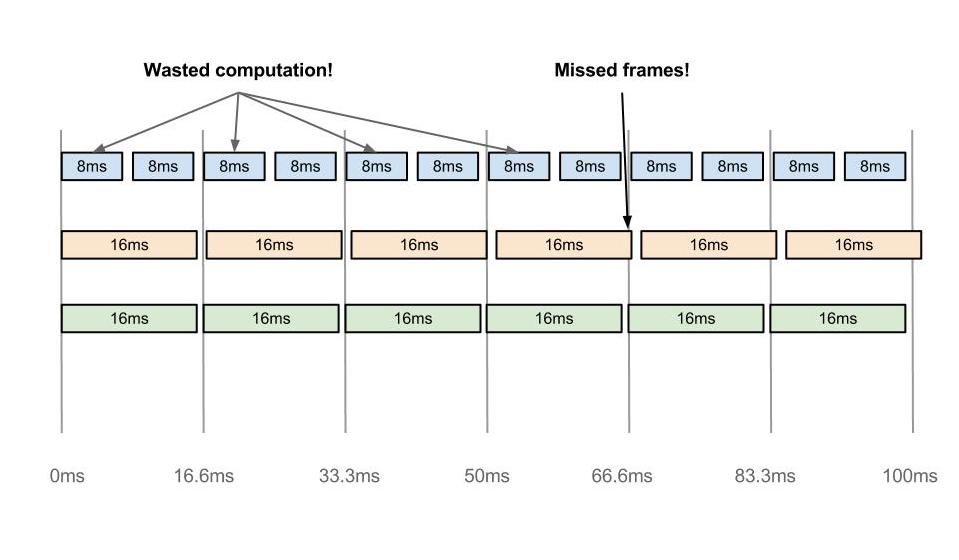 Wasted computation!
Missed frames!
8ms 8ms 8ms 8ms 8ms 8ms 8ms 8ms 8ms 8ms 8ms 8ms
16ms 16ms 16ms 16ms 16ms 16ms
16ms 16ms 16ms 16ms 16ms 16ms
0ms 16.6ms 33.3ms 50ms 66.6ms 83.3ms 100ms